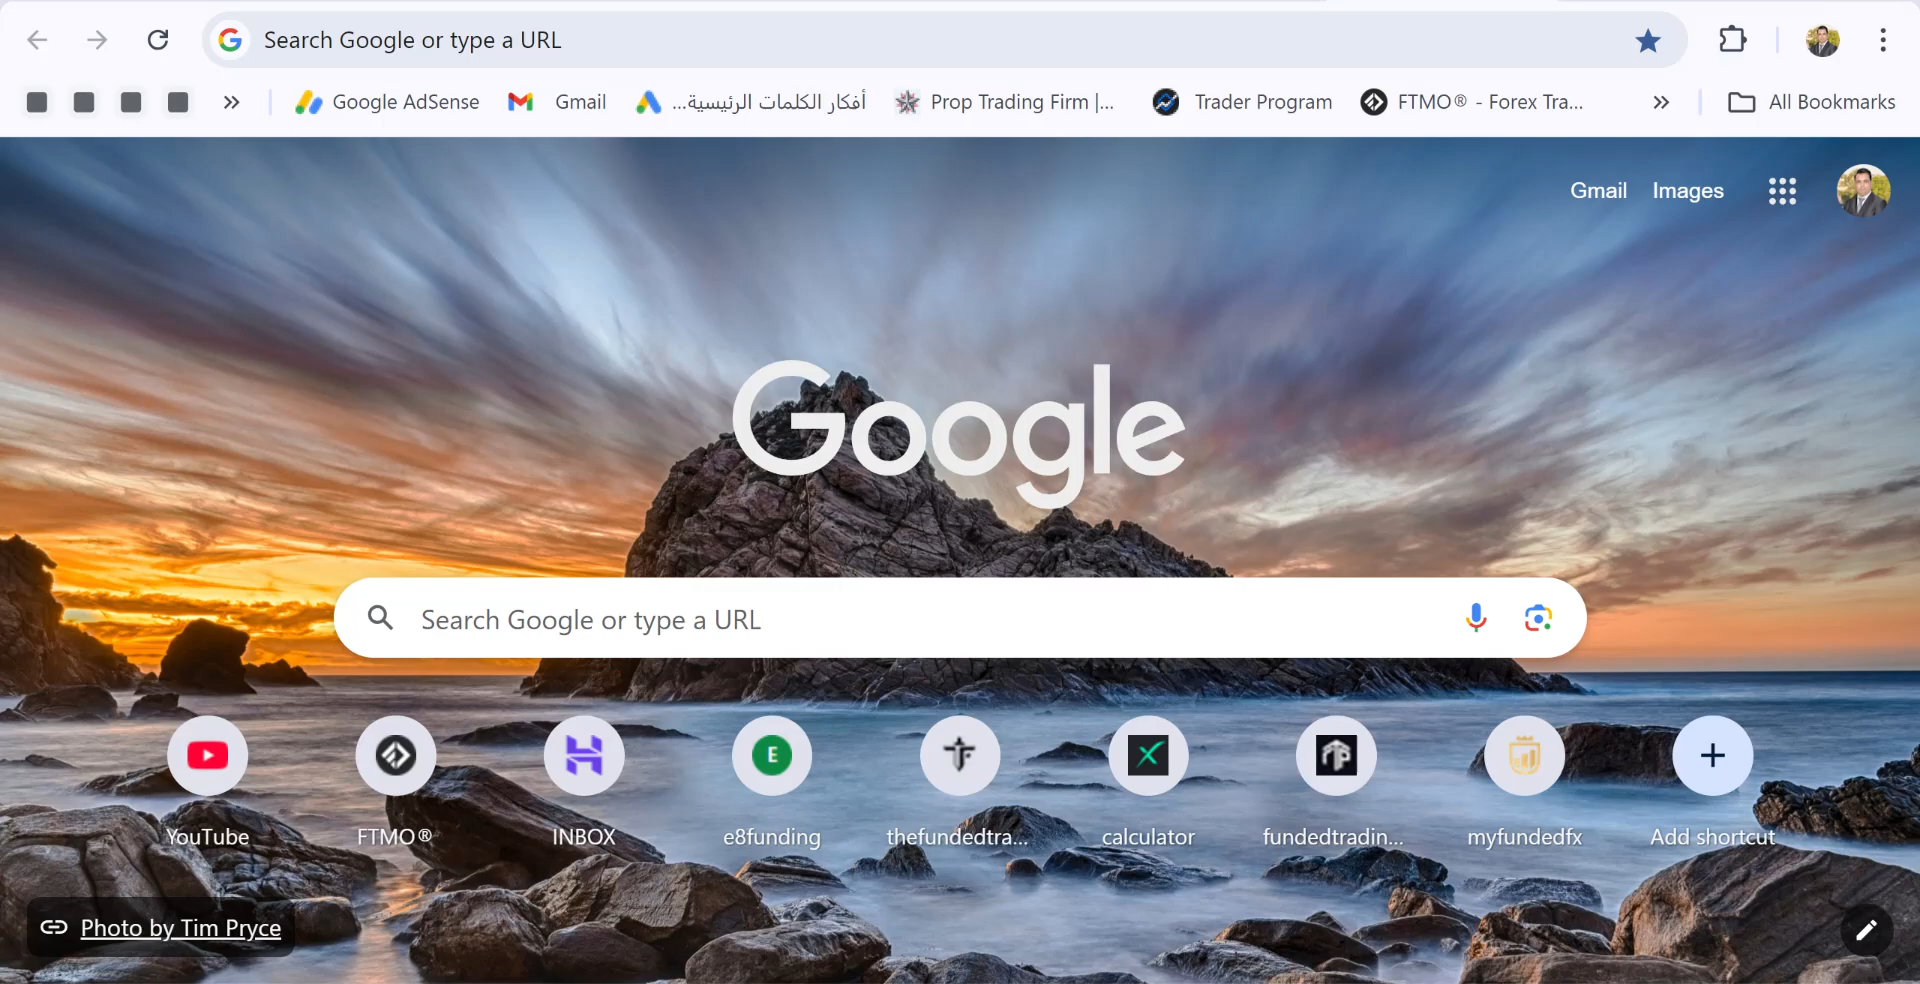 Search Google or type a URL
Google AdSense
Gmail
أفكار الكلمات الرئيسية...
Prop Trading Firm |...
Trader Program
FTMO® - Forex Tra...
All Bookmarks
Gmail
Images
Google
Search Google or type a URL
YouTube
FTMO®
INBOX
E
e8funding
thefundedtra...
calculator
fundedtradin...
myfundedfx
Add shortcut
Photo by Tim Pryce